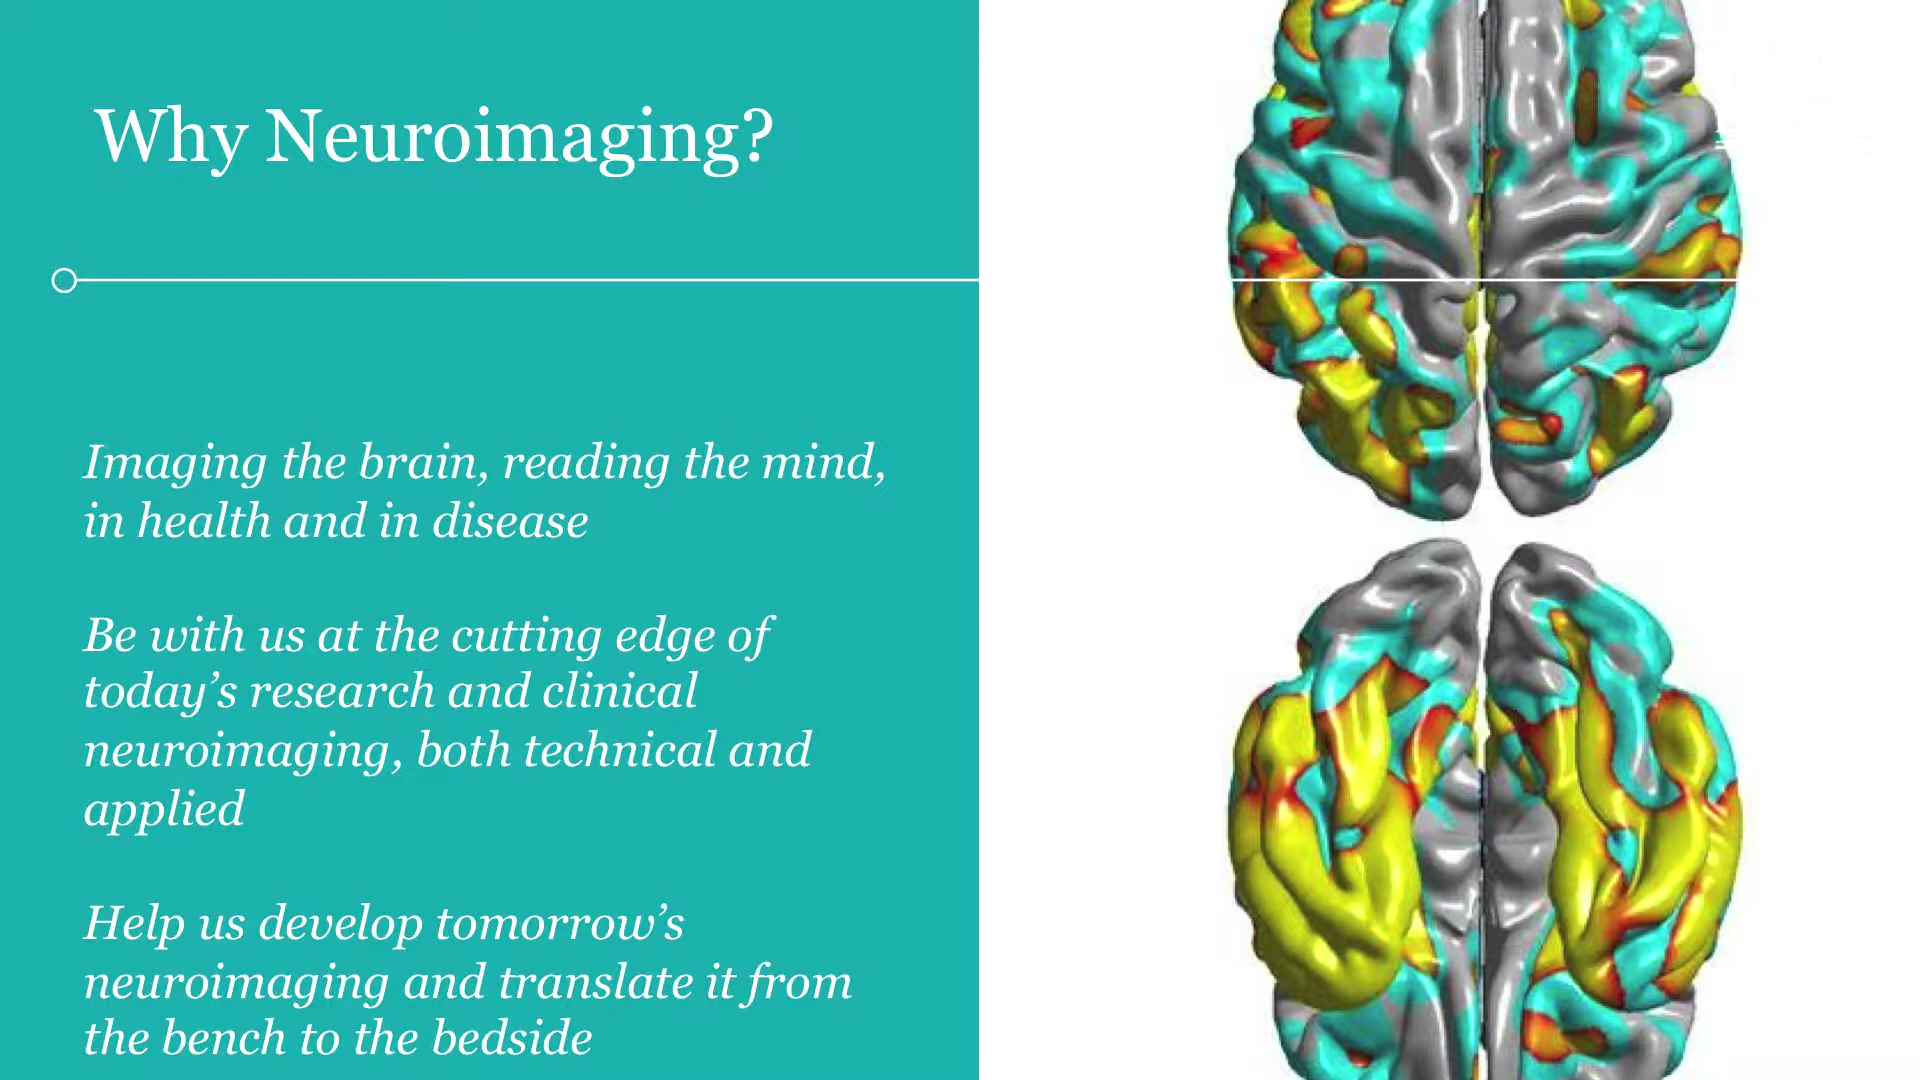 Why Neuroimaging?
Imaging the brain, reading the mind,
in health and in disease
Be with us at the cutting edge of
today’s research and clinical
neuroimaging, both technical and
applied
Help us develop tomorrow’s
neuroimaging and translate it from
the bench to the bedside